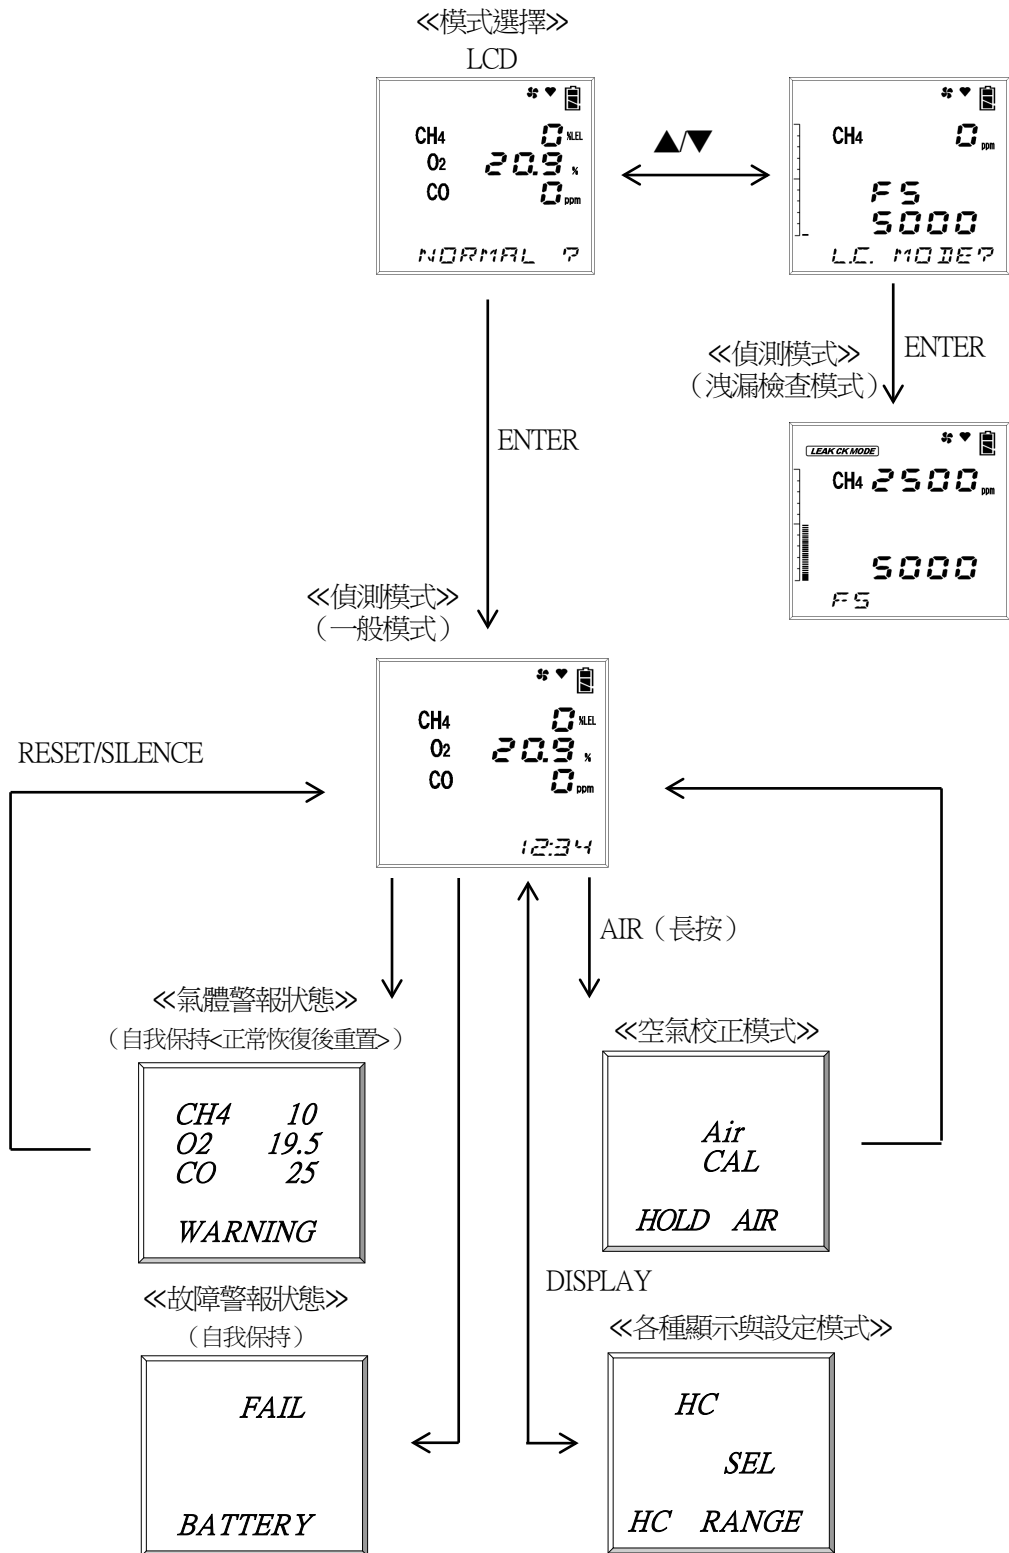 ≪模式選擇≫
LCD
CH4 0 %LEL
O2 20.9 %
CO 0 ppm
NORMAL ?
▲/▼
CH4 0 ppm
FS
5000
L.C. MODE?
ENTER
≪偵測模式≫
（洩漏檢查模式）
LEAK CK MODE
CH4 2500 ppm
5000
FS
ENTER
≪偵測模式≫
（一般模式）
CH4 0 %LEL
O2 20.9 %
CO 0 ppm
12:34
RESET/SILENCE
AIR（長按）
≪氣體警報狀態≫
（自我保持<正常恢復後重置>）
CH4 10
O2 19.5
CO 25
WARNING
≪空氣校正模式≫
Air
CAL
HOLD AIR
DISPLAY
≪故障警報狀態≫
（自我保持）
FAIL
BATTERY
≪各種顯示與設定模式≫
HC
SEL
HC RANGE